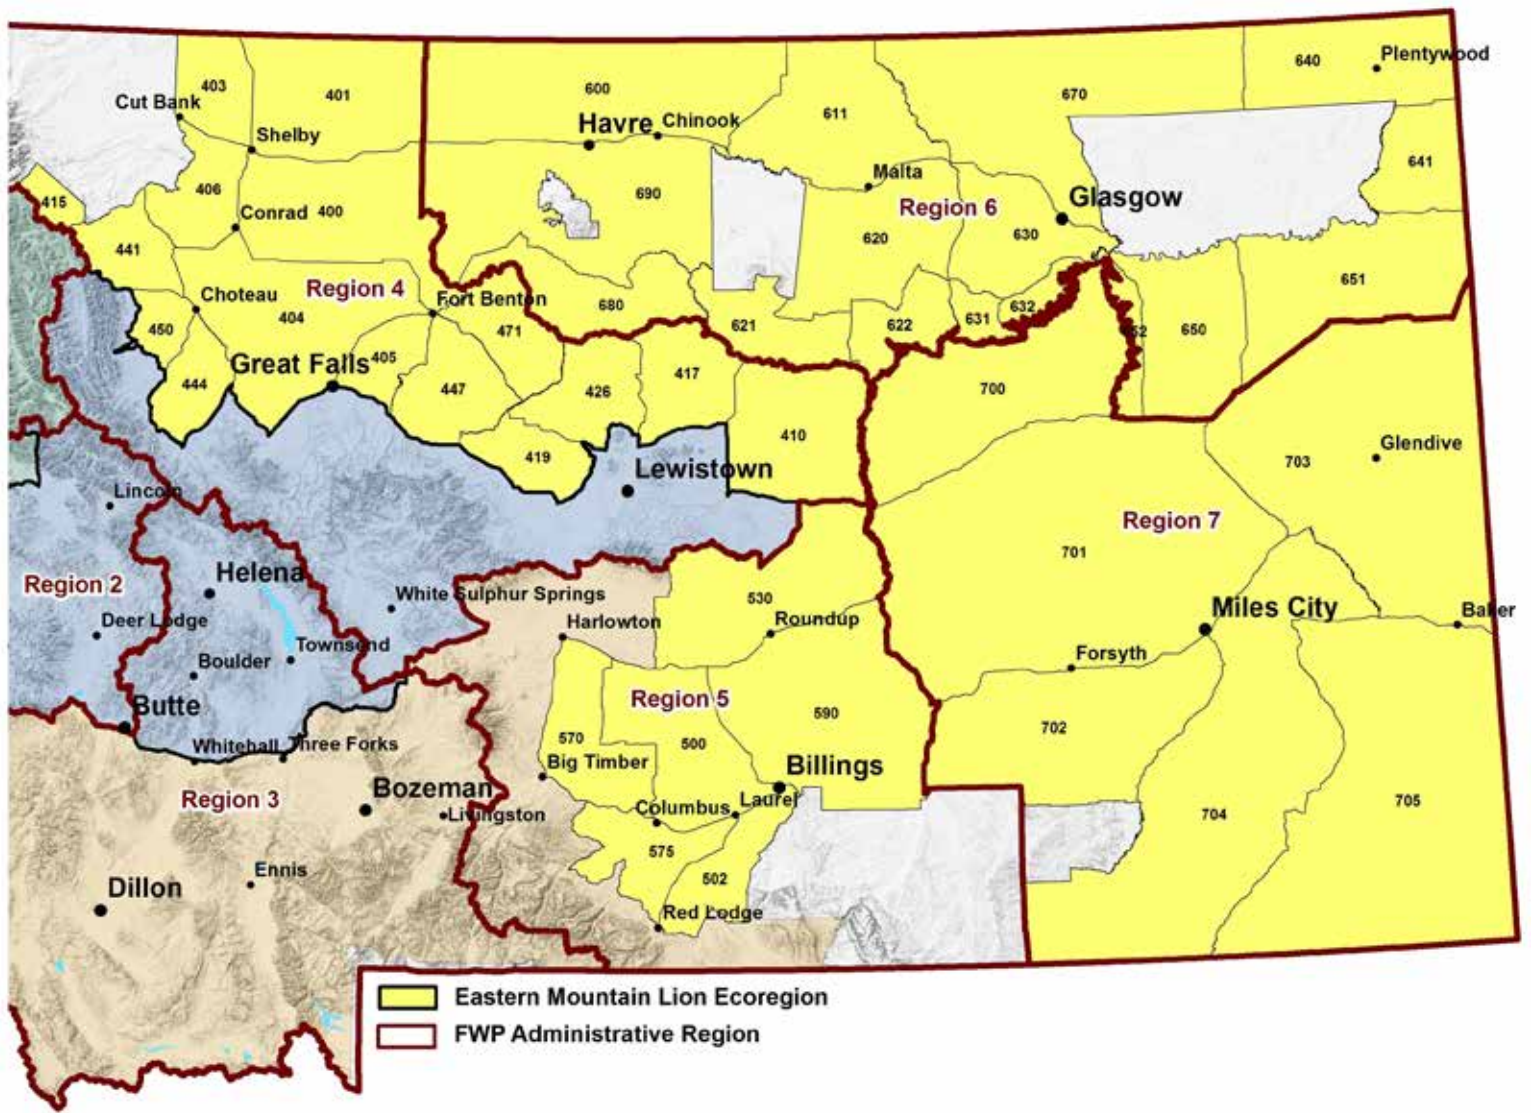 640
Plentywood
403
401
600
670
Cut Bank
611
Havre
Chinook
Shelby
641
Malta
415
406
690
Glasgow
Conrad
400
Region 6
441
620
630
Region 4
651
Choteau
Fort Benton
404
680
632
450
471
621
622
631
52
650
Great Falls
405
444
447
426
417
700
410
419
Glendive
703
Lewistown
Lincoln
Region 7
701
Helena
Region 2
White Sulphur Springs
530
Miles City
Baker
Deer Lodge
Harlowton
Roundup
Townsend
Boulder
Forsyth
Region 5
Butte
590
570
500
702
Whitehall
Three Forks
Big Timber
Billings
Region 3
Bozeman
Columbus
Laurel
705
Livingston
704
575
Ennis
502
Dillon
Red Lodge
Eastern Mountain Lion Ecoregion
FWP Administrative Region